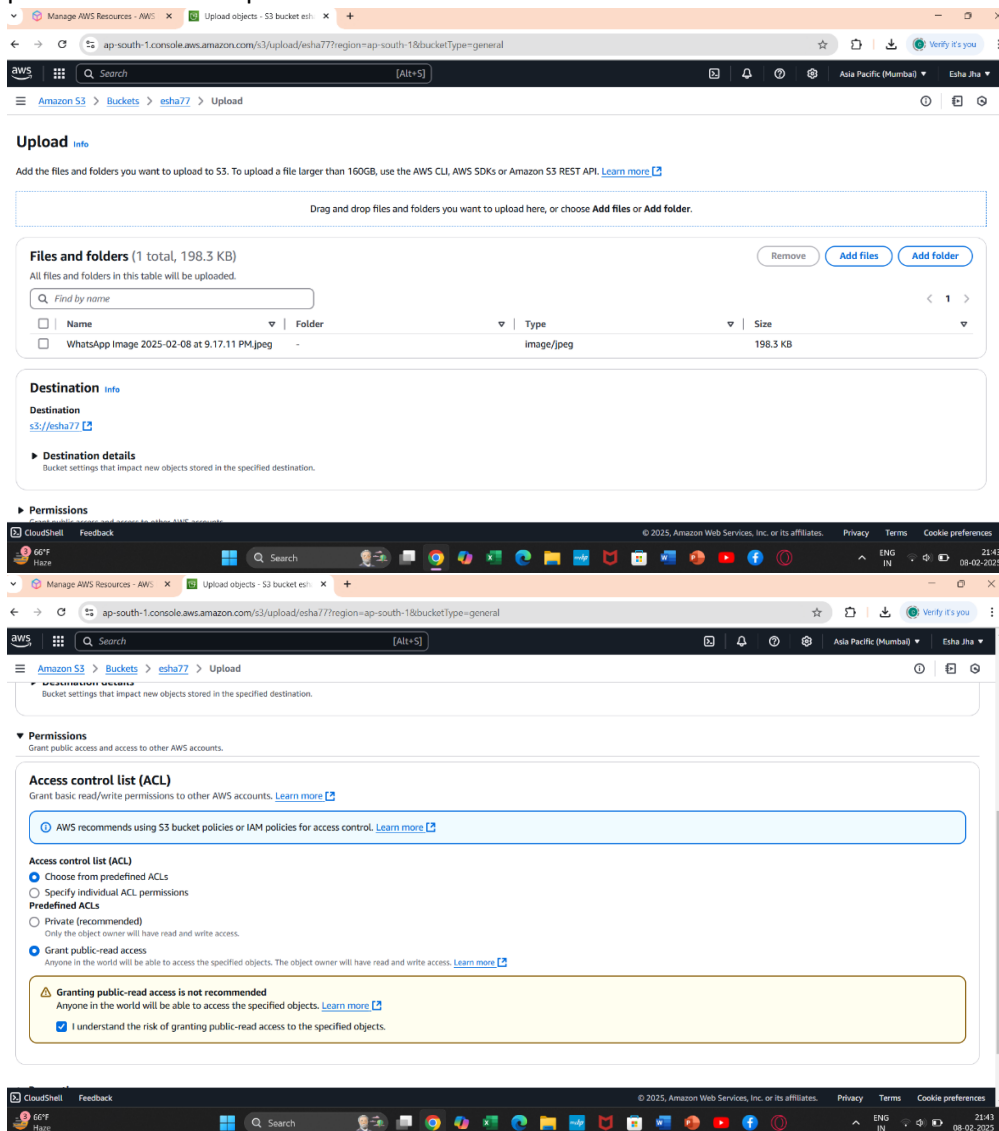 Manage AWS Resources - AWS
Upload objects - S3 bucket esh
ap-south-1.console.aws.amazon.com/s3/upload/esha77?region=ap-south-1&bucketType=general
Verify it's you
aws
Search
[Alt+S]
Asia Pacific (Mumbai)
Esha Jha
Amazon S3 > Buckets > esha77 > Upload
Upload Info
Add the files and folders you want to upload to S3. To upload a file larger than 160GB, use the AWS CLI, AWS SDKs or Amazon S3 REST API. Learn more
Drag and drop files and folders you want to upload here, or choose Add files or Add folder.
Files and folders (1 total, 198.3 KB)
Remove
Add files
Add folder
All files and folders in this table will be uploaded.
Find by name
< 1 >
Name
Folder
Type
Size
WhatsApp Image 2025-02-08 at 9.17.11 PM.jpeg - image/jpeg 198.3 KB
Destination Info
Destination
s3://esha77
Destination details
Bucket settings that impact new objects stored in the specified destination.
Permissions
Grant public access and access to other AWS accounts.
CloudShell Feedback
© 2025, Amazon Web Services, Inc. or its affiliates. Privacy Terms Cookie preferences
3
66°F
Haze
Search
ENG
IN
21:43
08-02-2025
Manage AWS Resources - AWS
Upload objects - S3 bucket esh
ap-south-1.console.aws.amazon.com/s3/upload/esha77?region=ap-south-1&bucketType=general
Verify it's you
aws
Search
[Alt+S]
Asia Pacific (Mumbai)
Esha Jha
Amazon S3 > Buckets > esha77 > Upload
Destination details
Bucket settings that impact new objects stored in the specified destination.
Permissions
Grant public access and access to other AWS accounts.
Access control list (ACL)
Grant basic read/write permissions to other AWS accounts. Learn more
AWS recommends using S3 bucket policies or IAM policies for access control. Learn more
Access control list (ACL)
Choose from predefined ACLs
Specify individual ACL permissions
Predefined ACLs
Private (recommended)
Only the object owner will have read and write access.
Grant public-read access
Anyone in the world will be able to access the specified objects. The object owner will have read and write access. Learn more
Granting public-read access is not recommended
Anyone in the world will be able to access the specified objects. Learn more
I understand the risk of granting public-read access to the specified objects.
CloudShell Feedback
© 2025, Amazon Web Services, Inc. or its affiliates. Privacy Terms Cookie preferences
3
66°F
Haze
Search
ENG
IN
21:43
08-02-2025